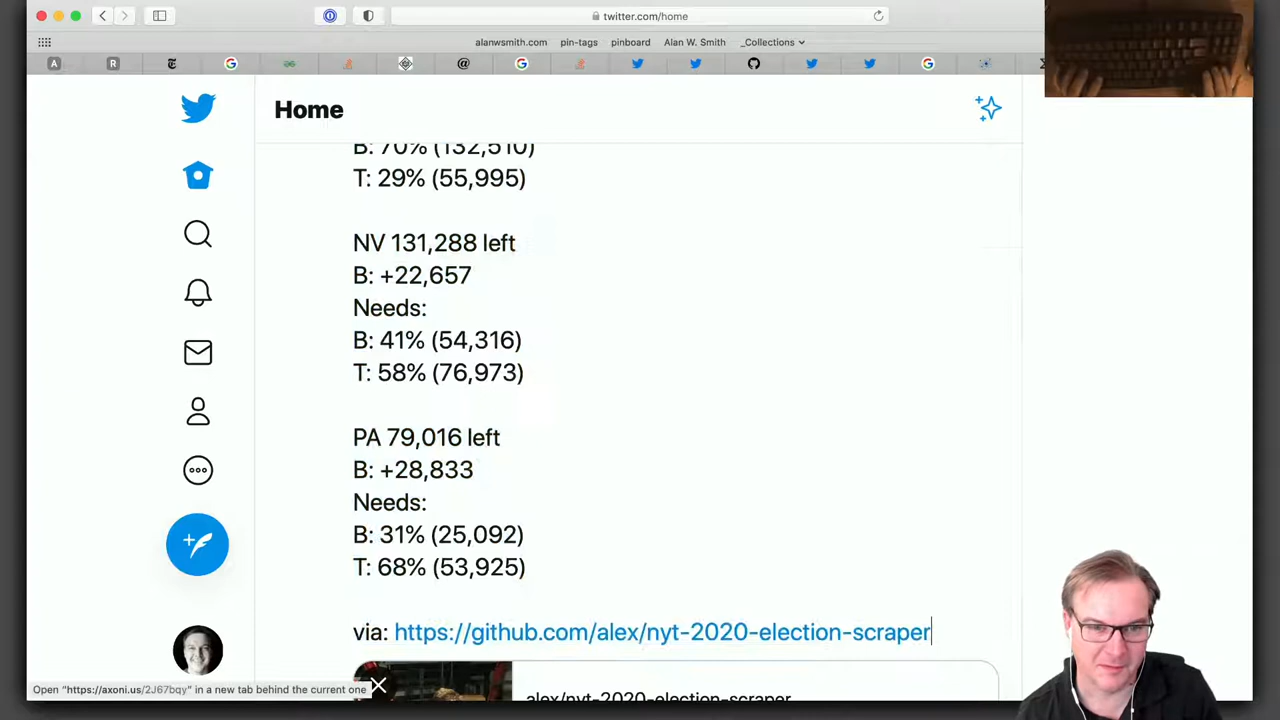 twitter.com/home
alanwsmith.com pin-tags pinboard Alan W. Smith _Collections
A R
Home
B: 70% (132,510)
T: 29% (55,995)
NV 131,288 left
B: +22,657
Needs:
B: 41% (54,316)
T: 58% (76,973)
PA 79,016 left
B: +28,833
Needs:
B: 31% (25,092)
T: 68% (53,925)
via: https://github.com/alex/nyt-2020-election-scraper
alex/nyt-2020-election-scraper
Open “https://axoni.us/2J67bqy” in a new tab behind the current one